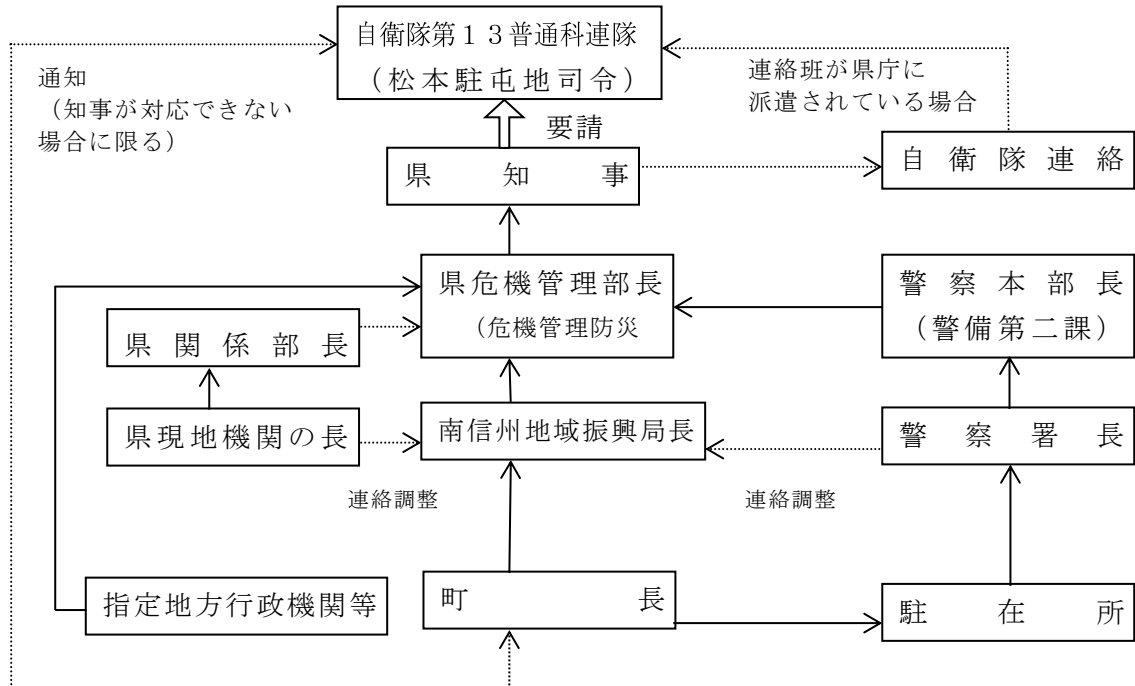 自衛隊第１３普通科連隊
（松本駐屯地司令）
通知
（知事が対応できない
場合に限る）
連絡班が県庁に
派遣されている場合
要請
県知事
自衛隊連絡
県危機管理部長
（危機管理防災
警察本部長
（警備第二課）
県関係部長
県現地機関の長
南信州地域振興局長
警察署長
連絡調整
連絡調整
指定地方行政機関等
町長
駐在所